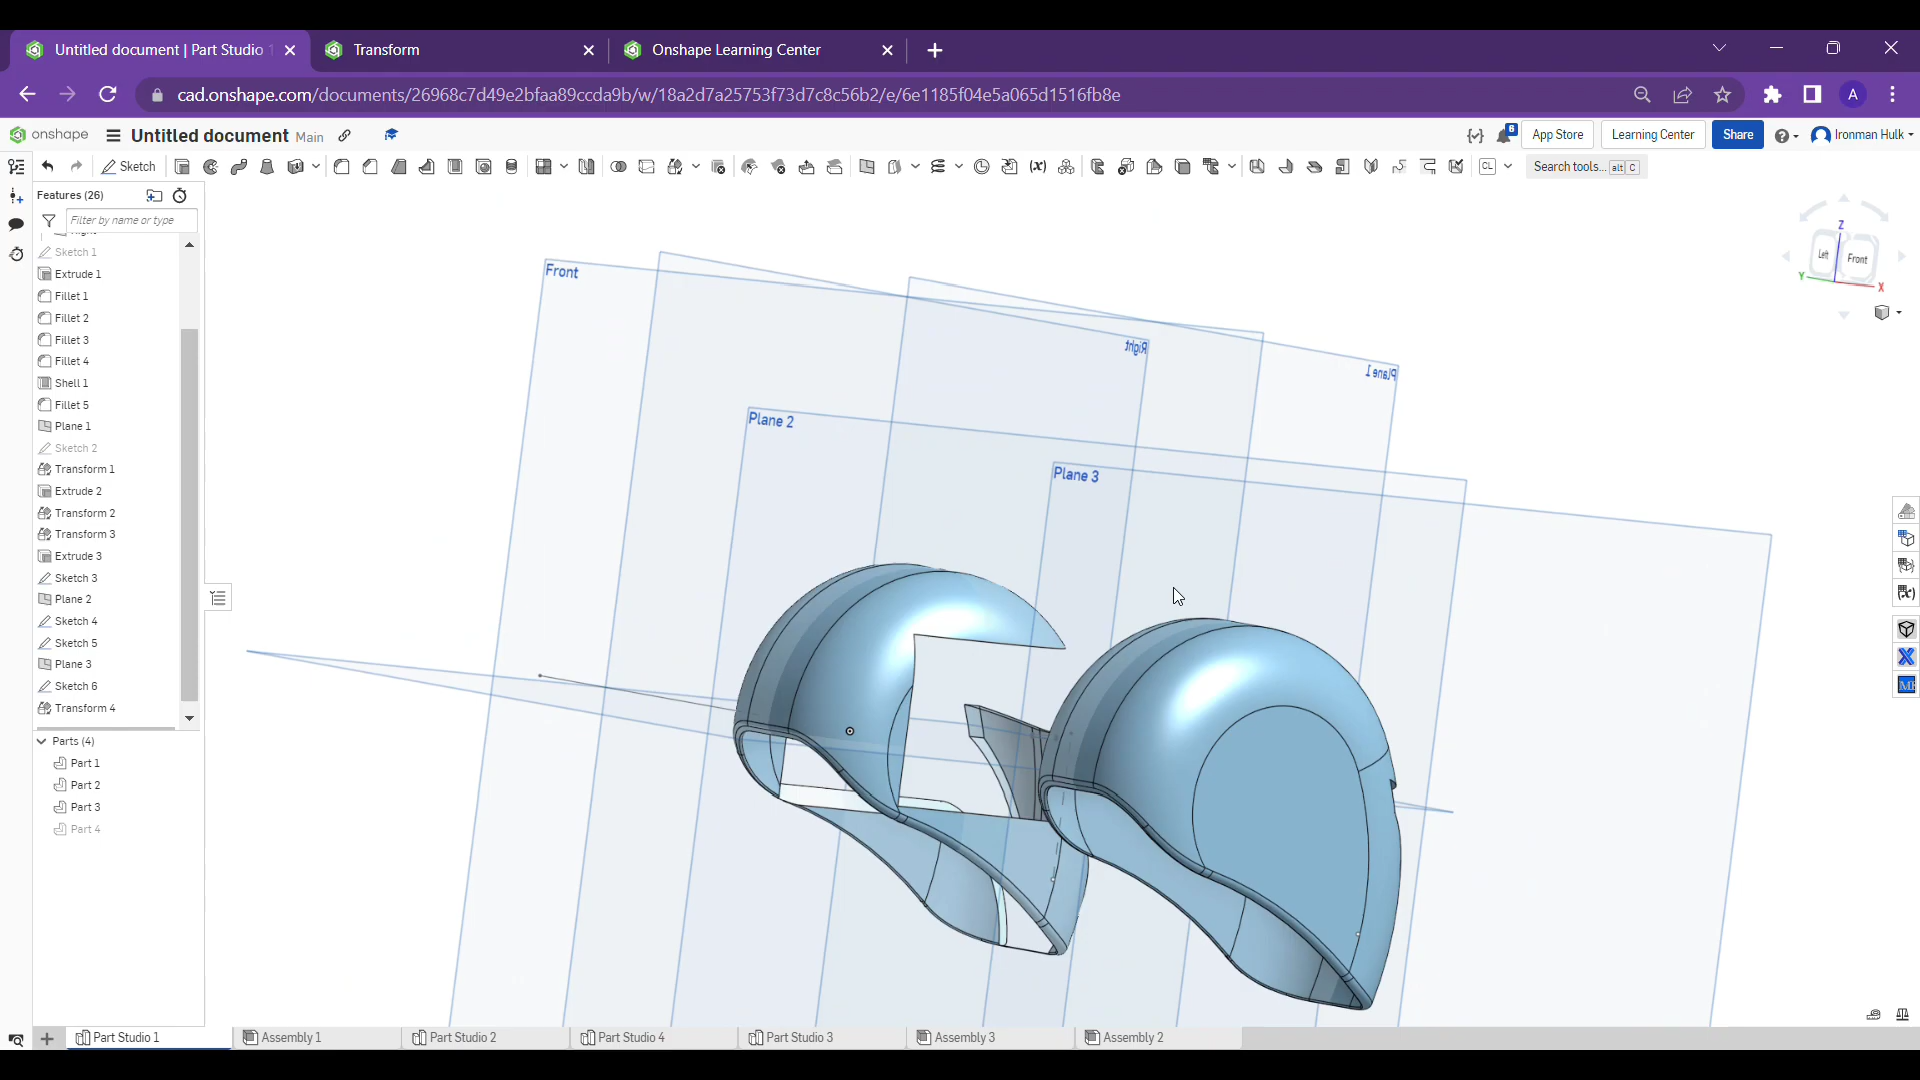 Untitled document | Part Studio 1
Transform
Onshape Learning Center
cad.onshape.com/documents/26968c7d49e2bfaa89ccda9b/w/18a2d7a25753f73d7c8c56b2/e/6e1185f04e5a065d1516fb8e
A
onshape
Untitled document Main
6
App Store
Learning Center
Share
Ironman Hulk
Sketch
CL
Search tools... alt C
Features (26)
Filter by name or type
Right
Sketch 1
Extrude 1
Fillet 1
Fillet 2
Fillet 3
Fillet 4
Shell 1
Fillet 5
Plane 1
Sketch 2
Transform 1
Extrude 2
Transform 2
Transform 3
Extrude 3
Sketch 3
Plane 2
Sketch 4
Sketch 5
Plane 3
Sketch 6
Transform 4
Parts (4)
Part 1
Part 2
Part 3
Part 4
Front
Right
Plane 1
Plane 2
Plane 3
Z
Left
Front
Y
X
Part Studio 1
Assembly 1
Part Studio 2
Part Studio 4
Part Studio 3
Assembly 3
Assembly 2